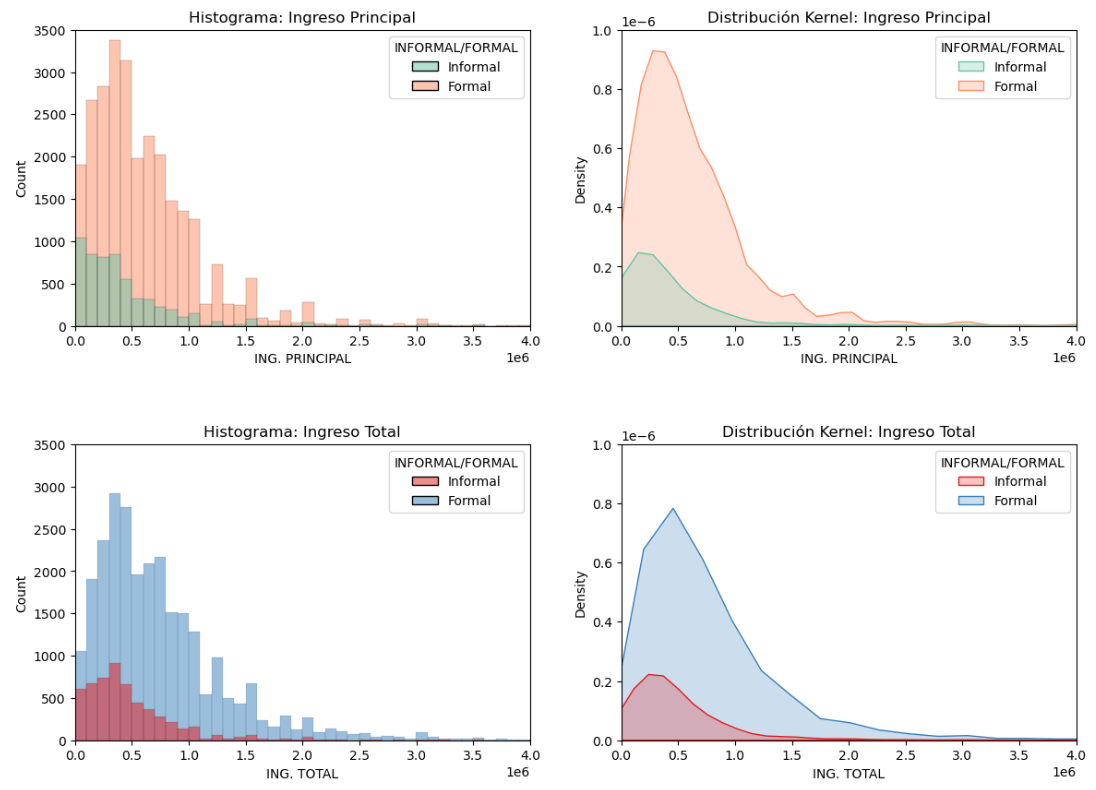 Histograma: Ingreso Principal
3500
3000
2500
2000
1500
1000
500
0
Count
INFORMAL/FORMAL
Informal
Formal
0.0 0.5 1.0 1.5 2.0 2.5 3.0 3.5 4.0
1e6
ING. PRINCIPAL
Distribución Kernel: Ingreso Principal
1e−6
1.0
0.8
0.6
0.4
0.2
0.0
Density
INFORMAL/FORMAL
Informal
Formal
0.0 0.5 1.0 1.5 2.0 2.5 3.0 3.5 4.0
1e6
ING. PRINCIPAL
Histograma: Ingreso Total
3500
3000
2500
2000
1500
1000
500
0
Count
INFORMAL/FORMAL
Informal
Formal
0.0 0.5 1.0 1.5 2.0 2.5 3.0 3.5 4.0
1e6
ING. TOTAL
Distribución Kernel: Ingreso Total
1e−6
1.0
0.8
0.6
0.4
0.2
0.0
Density
INFORMAL/FORMAL
Informal
Formal
0.0 0.5 1.0 1.5 2.0 2.5 3.0 3.5 4.0
1e6
ING. TOTAL